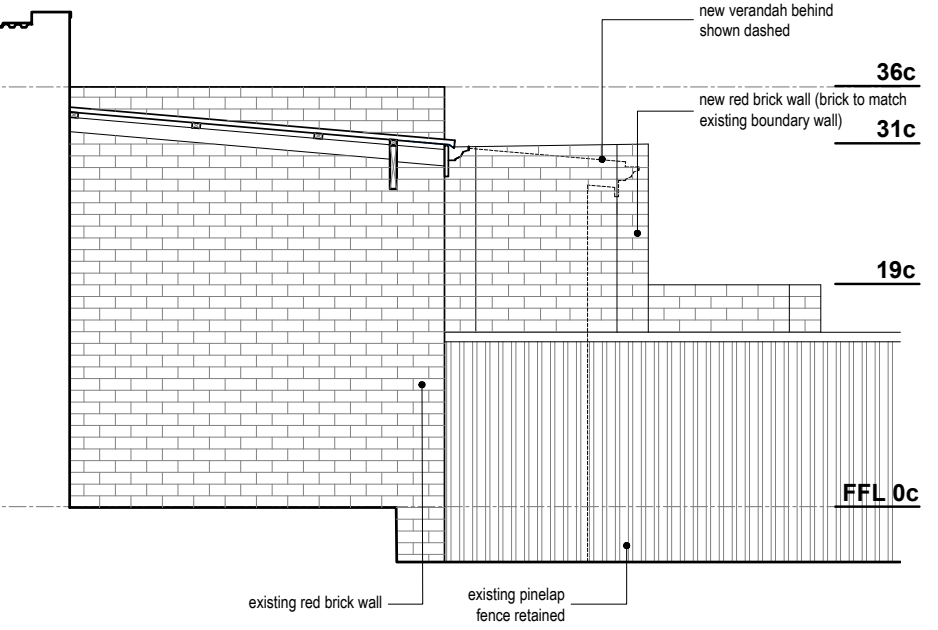 new verandah behind
shown dashed
36c
new red brick wall (brick to match
existing boundary wall)
31c
19c
FFL 0c
existing red brick wall
existing pinelap
fence retained